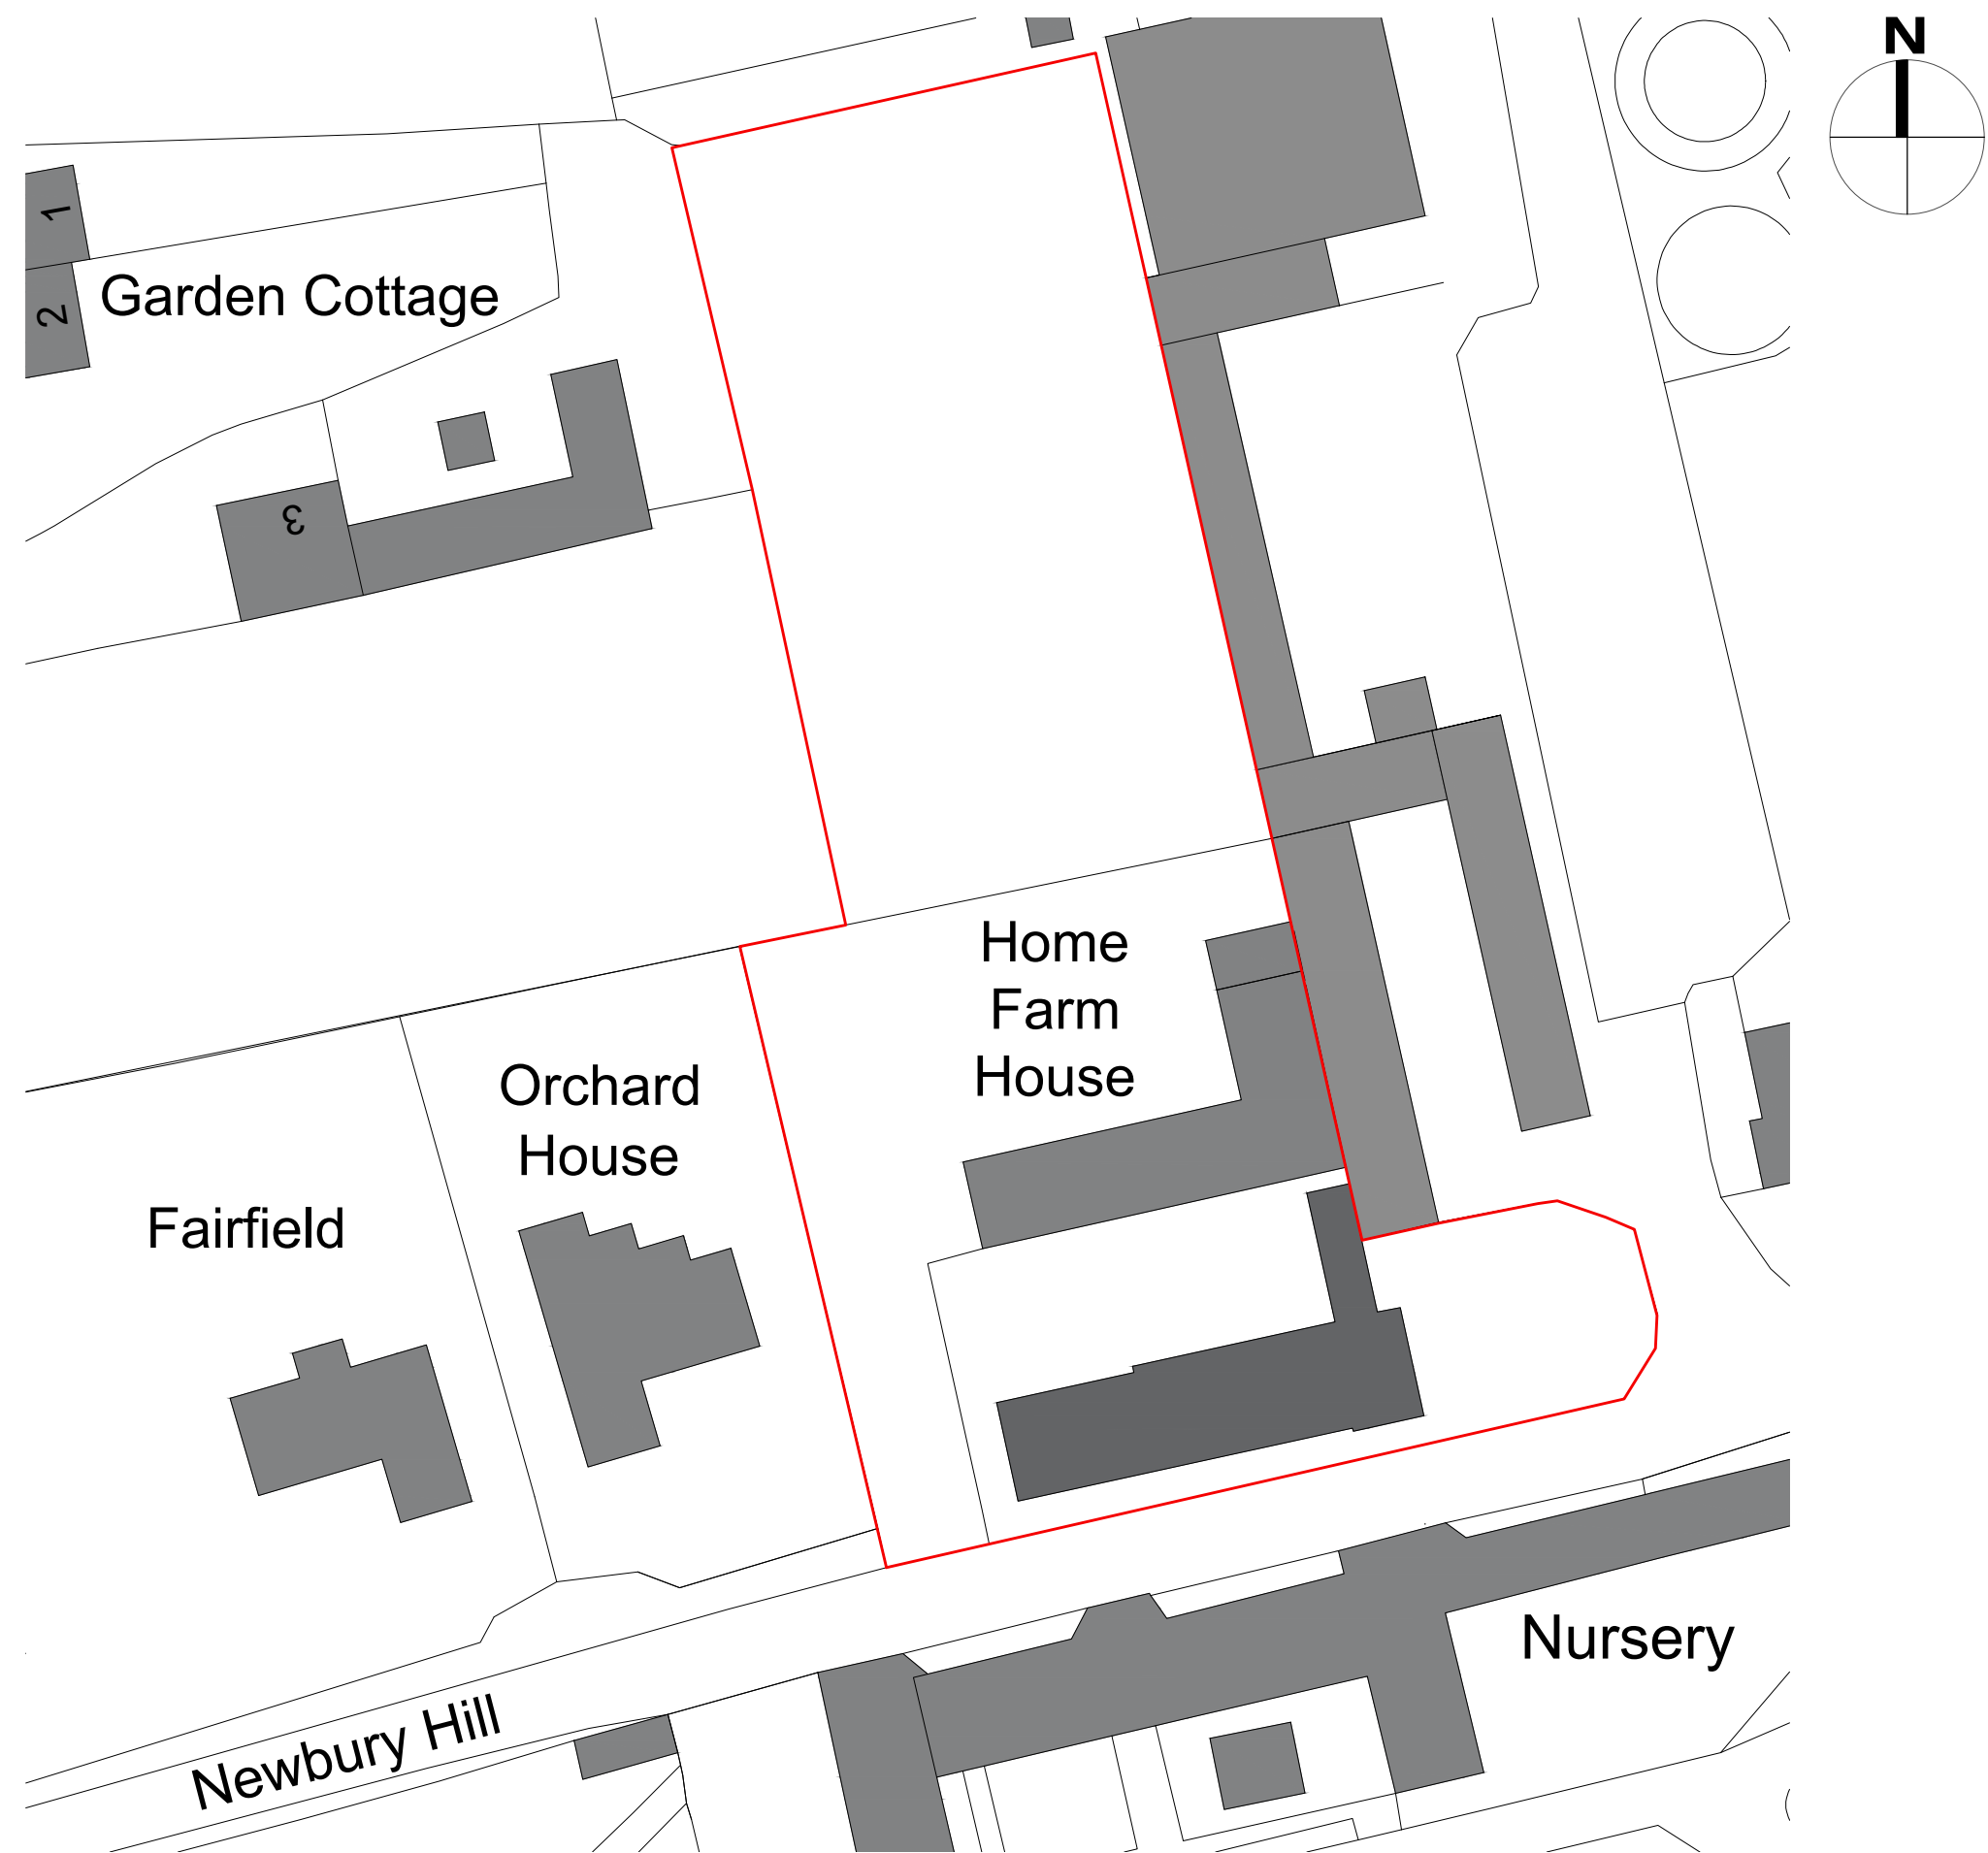 N
1
Garden Cottage
2
3
Home
Farm
House
Orchard
House
Fairfield
Nursery
Newbury Hill